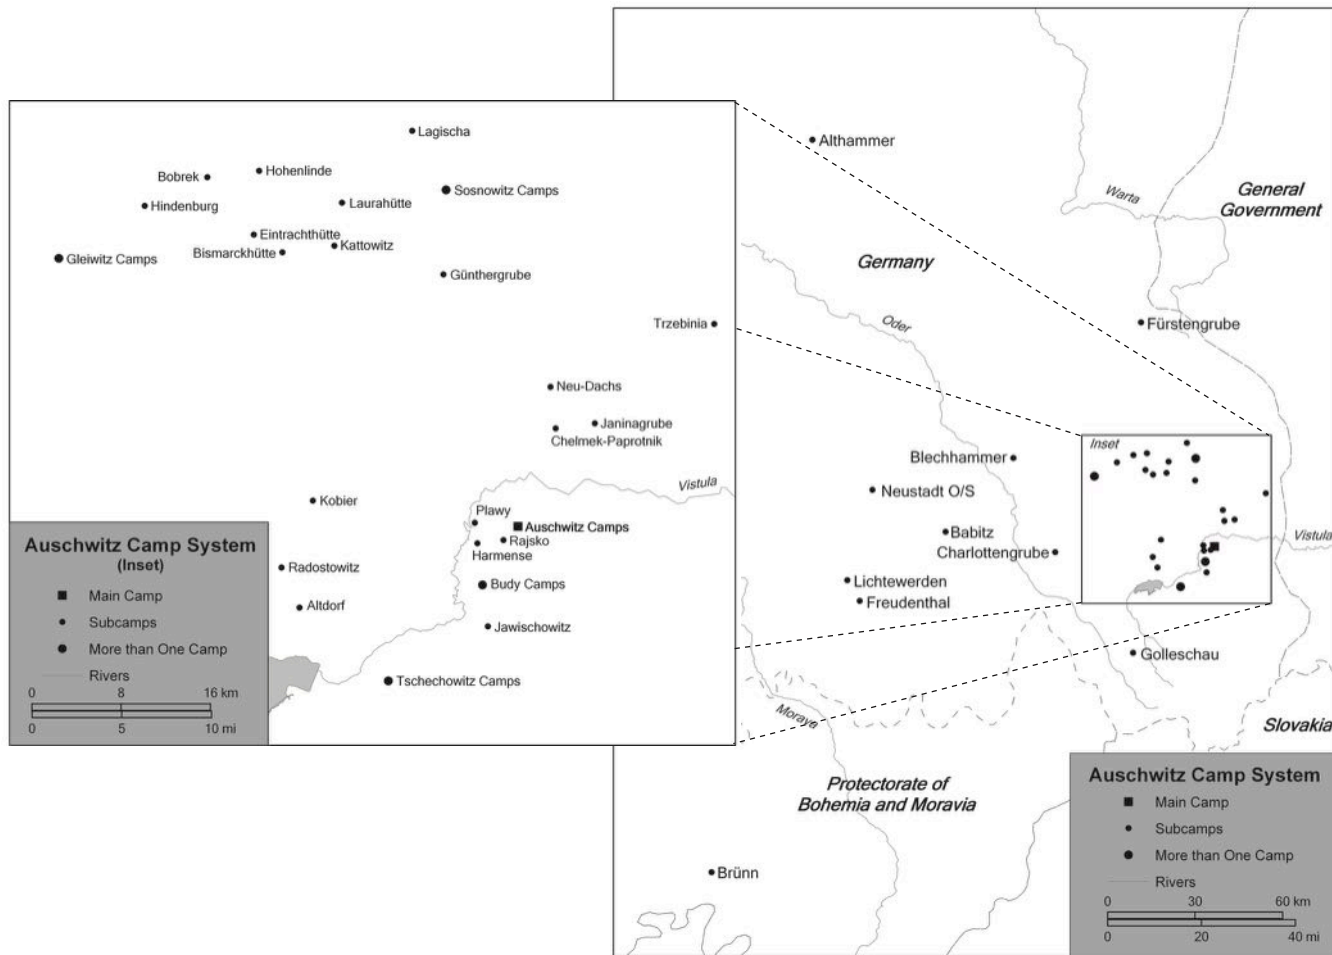 Lagischa
Bobrek
Hohenlinde
Sosnowitz Camps
Hindenburg
Laurahütte
Eintrachthütte
Kattowitz
Bismarckhütte
Gleiwitz Camps
Günthergrube
Trzebinia
Neu-Dachs
Janinagrube
Chelmek-Paprotnik
Vistula
Kobier
Plawy
Auschwitz Camps
Rajsko
Harmense
Radostowitz
Budy Camps
Altdorf
Jawischowitz
Tschechowitz Camps
Auschwitz Camp System
(Inset)
Main Camp
Subcamps
More than One Camp
Rivers
0 8 16 km
0 5 10 mi
Althammer
Warta
General
Government
Germany
Oder
Fürstengrube
Inset
Blechhammer
Neustadt O/S
Babitz
Charlottengrube
Vistula
Lichtewerden
Freudenthal
Golleschau
Morava
Slovakia
Protectorate of
Bohemia and Moravia
Brünn
Auschwitz Camp System
Main Camp
Subcamps
More than One Camp
Rivers
0 30 60 km
0 20 40 mi